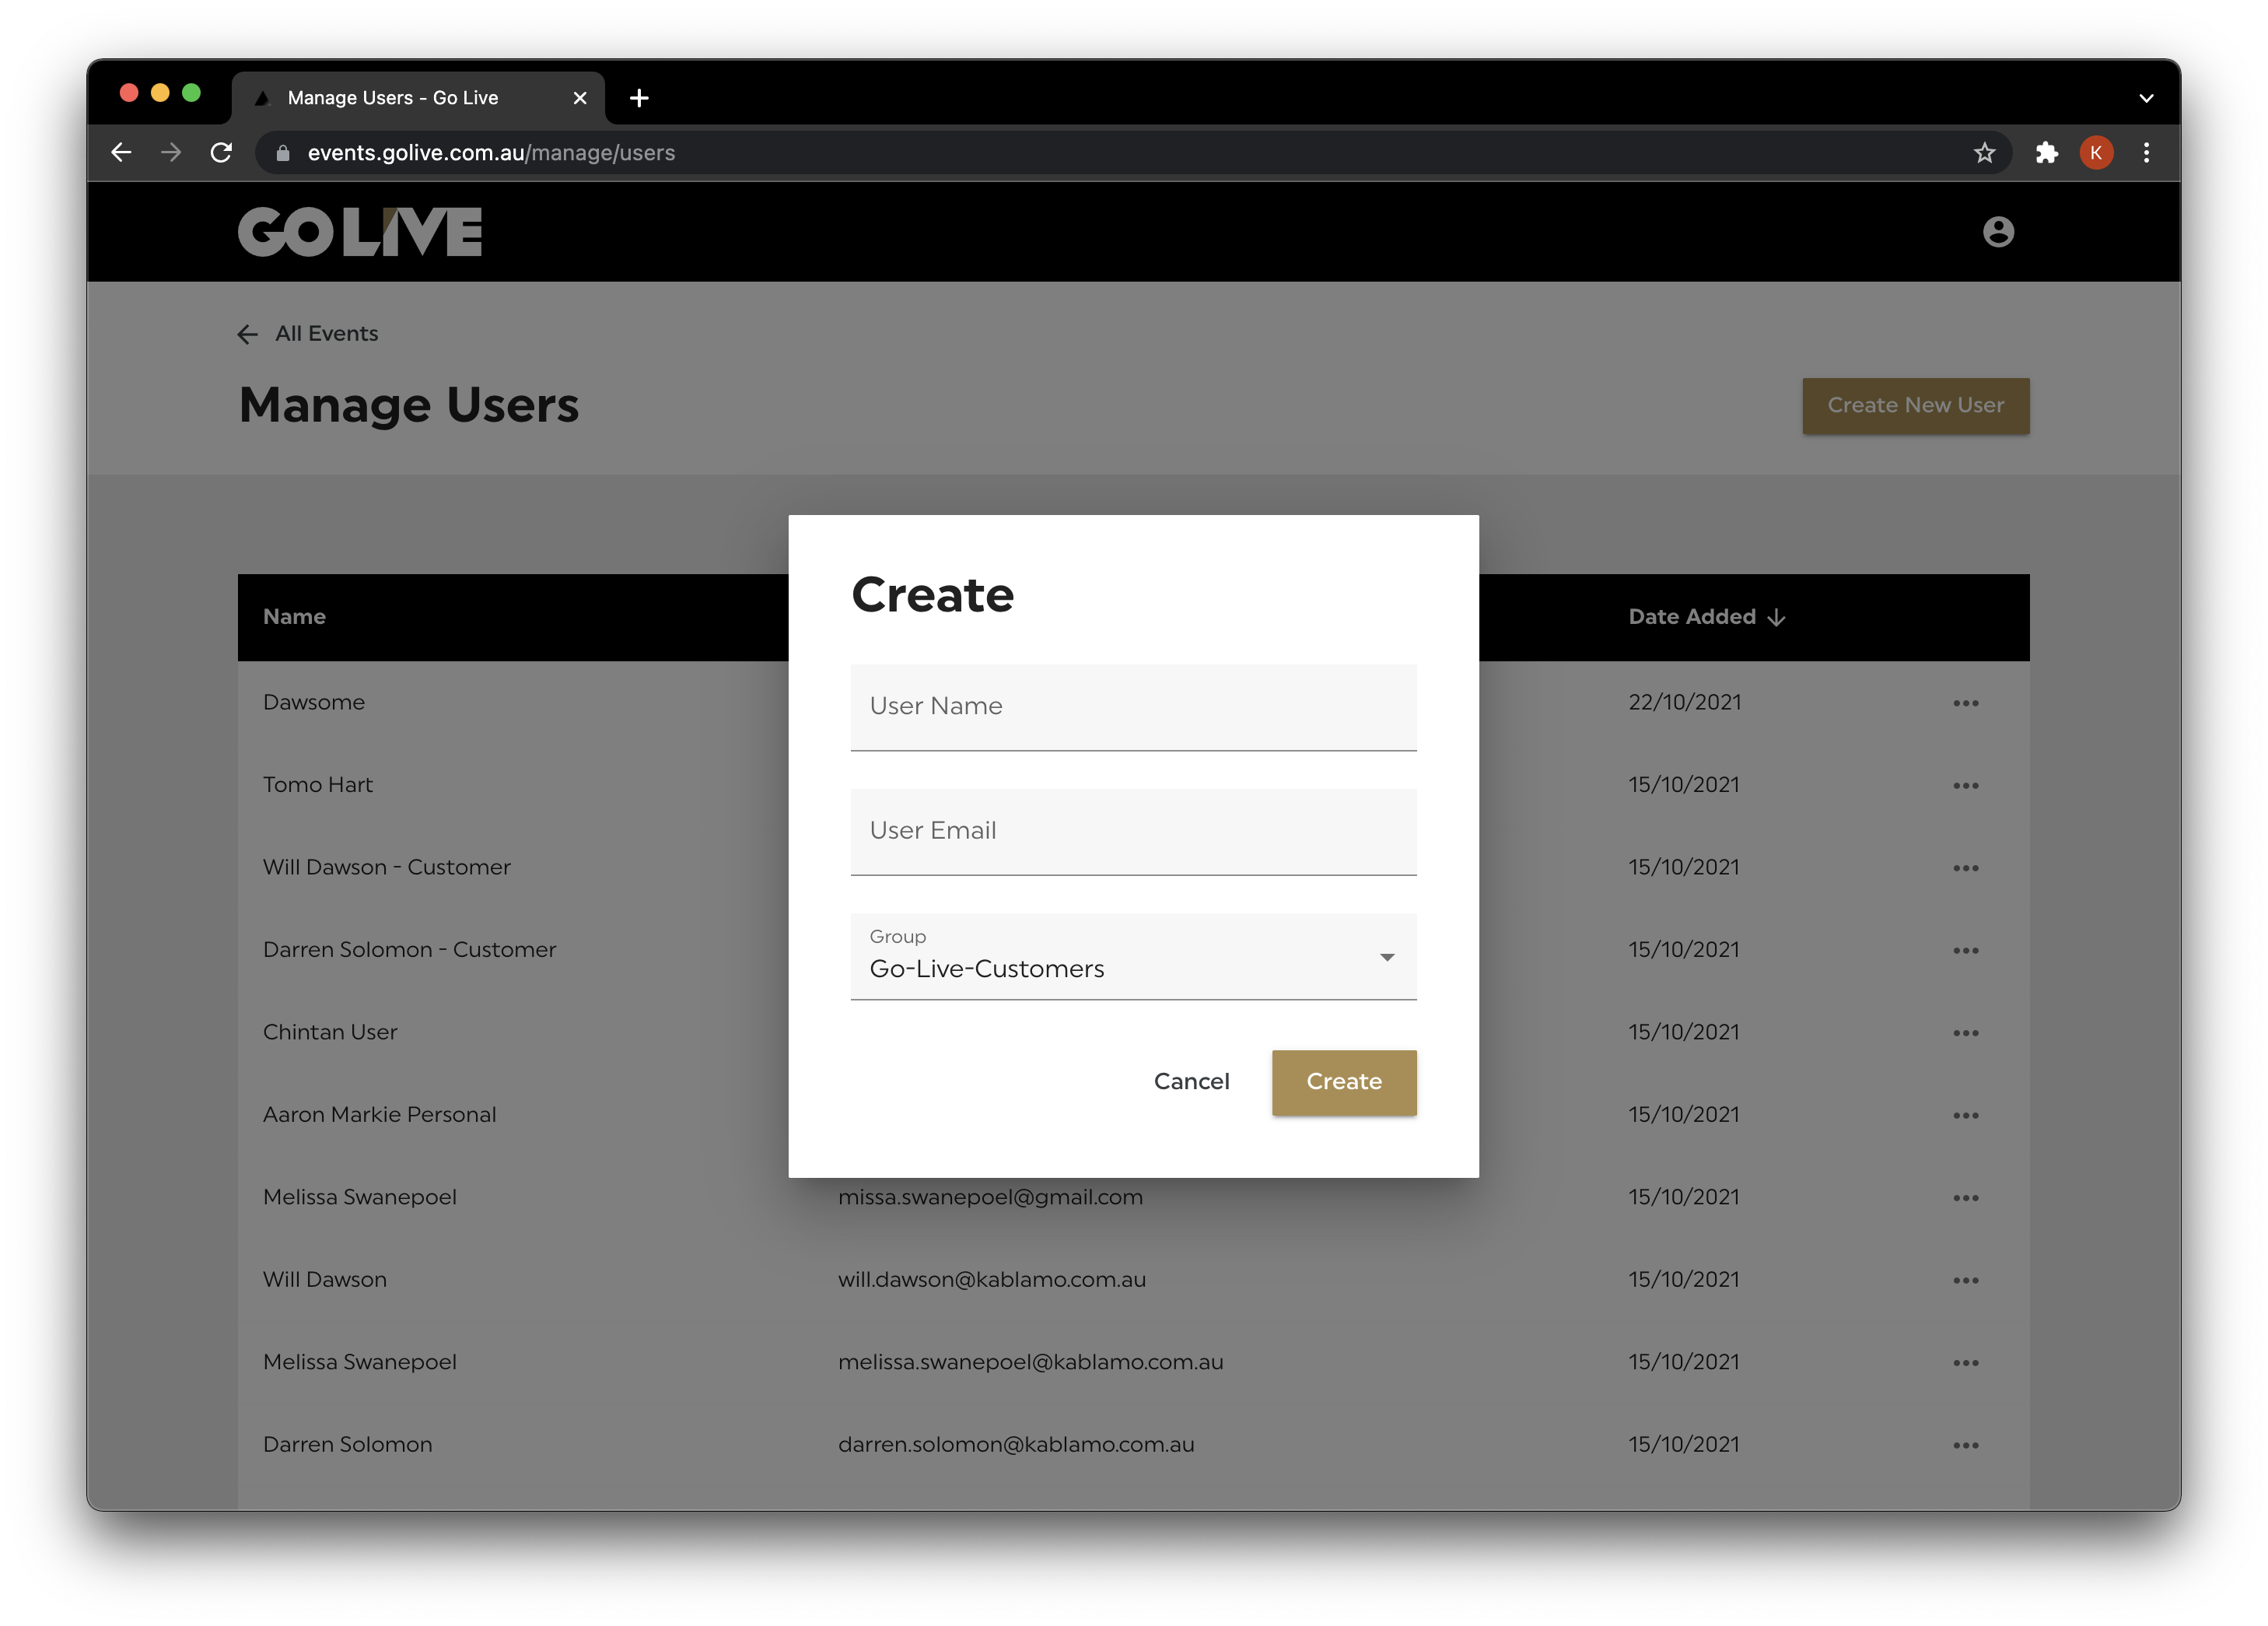 Manage Users - Go Live
events.golive.com.au/manage/users
K
GO LIVE
All Events
Manage Users
Create New User
Name
Date Added
Create
User Name
User Email
Group
Go-Live-Customers
Cancel
Create
Dawsome
22/10/2021
Tomo Hart
15/10/2021
Will Dawson - Customer
15/10/2021
Darren Solomon - Customer
15/10/2021
Chintan User
15/10/2021
Aaron Markie Personal
15/10/2021
Melissa Swanepoel missa.swanepoel@gmail.com 15/10/2021
Will Dawson will.dawson@kablamo.com.au 15/10/2021
Melissa Swanepoel melissa.swanepoel@kablamo.com.au 15/10/2021
Darren Solomon darren.solomon@kablamo.com.au 15/10/2021